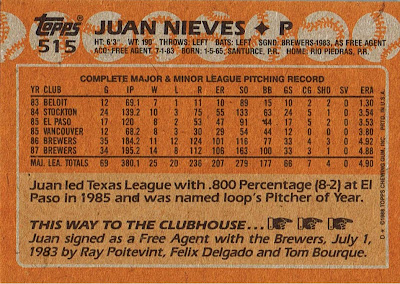 Topps
515
JUAN NIEVES ✦ P
HT: 6'3" WT: 190 THROWS: LEFT BATS: LEFT SGND: BREWERS-1983, AS FREE AGENT
ACQ: FREE AGENT 7-1-83 BORN: 1-5-65, SANTURCE, P.R. HOME: RIO PIEDRAS, P.R.
COMPLETE MAJOR & MINOR LEAGUE PITCHING RECORD
YR CLUB G IP W L R ER SO BB GS CG SHO SV ERA
83 BELOIT 12 69.1 7 1 11 10 89 15 10 2 2 0 1.30
84 STOCKTON 24 139.2 10 3 75 55 133 63 24 5 1 0 3.54
85 EL PASO 17 120 8 2 53 47 91 44 17 5 2 0 3.53
85 VANCOUVER 12 68.2 8 3 30 29 54 44 12 0 0 0 3.80
86 BREWERS 35 184.2 11 12 124 101 116 77 33 4 3 0 4.92
87 BREWERS 34 195.2 14 8 112 106 163 100 33 3 1 0 4.88
MAJ. LEA. TOTALS 69 380.1 25 20 236 207 279 177 66 7 4 0 4.90
Juan led Texas League with .800 Percentage (8-2) at El
Paso in 1985 and was named loop's Pitcher of Year.
THIS WAY TO THE CLUBHOUSE...
Juan signed as a Free Agent with the Brewers, July 1,
1983 by Ray Poitevint, Felix Delgado and Tom Bourque.
D* ©1988 TOPPS CHEWING GUM, INC. PRTD. IN U.S.A.